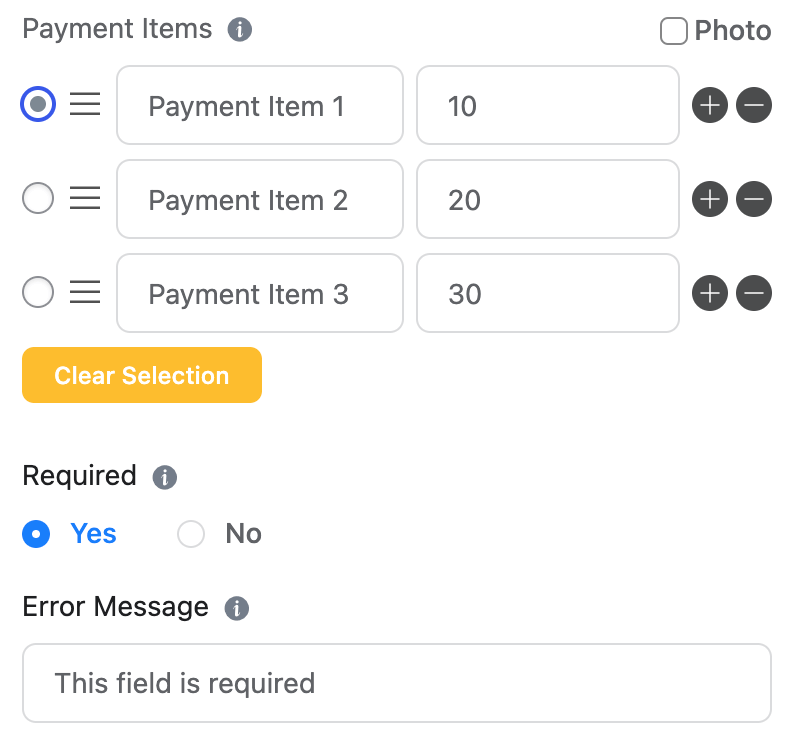 Payment Items
Photo
Payment Item 1 10
Payment Item 2 20
Payment Item 3 30
Clear Selection
Required
Yes No
Error Message
This field is required